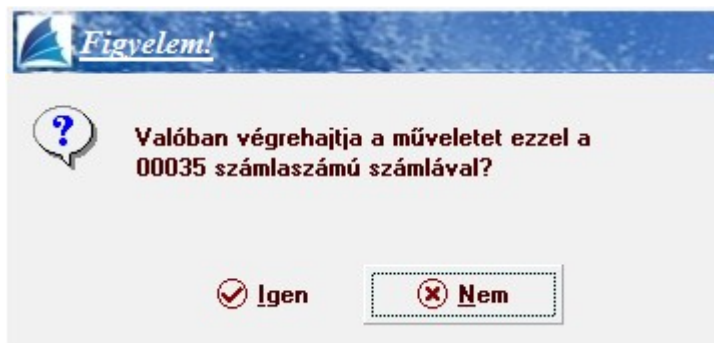 Figyelem!
Valóban végrehajtja a műveletet ezzel a
00035 számlaszámú számlával?
Igen
Nem